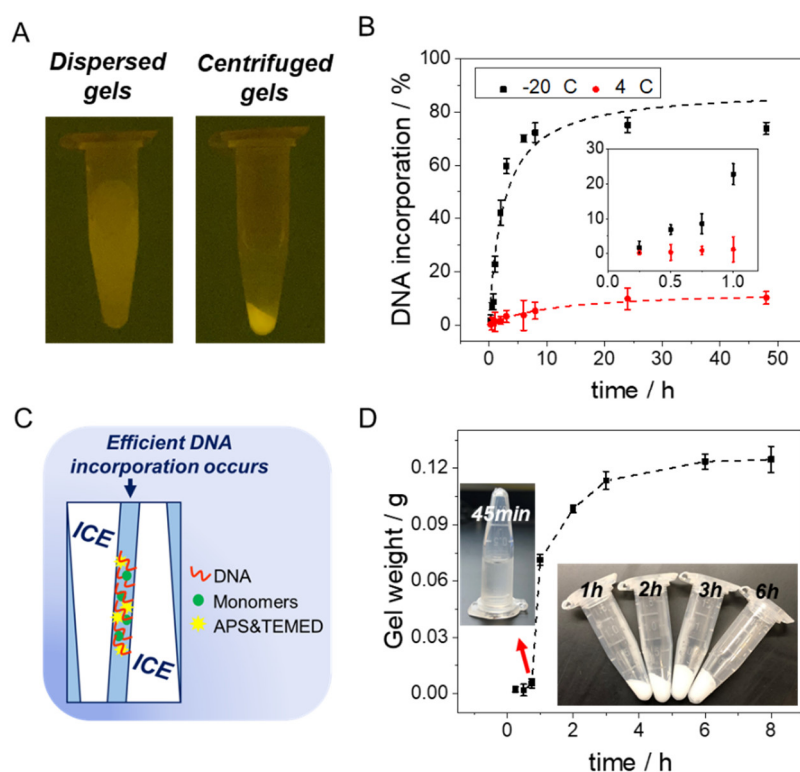 A
Dispersed
gels
Centrifuged
gels
B
DNA incorporation / %
100
80
60
40
20
0
-20 C
4 C
30
20
10
0
0.0
0.5
1.0
0
10
20
30
40
50
time / h
C
Efficient DNA
incorporation occurs
ICE
ICE
DNA
Monomers
APS&TEMED
D
Gel weight / g
0.12
0.09
0.06
0.03
0.00
45min
1h
2h
3h
6h
0
2
4
6
8
time / h